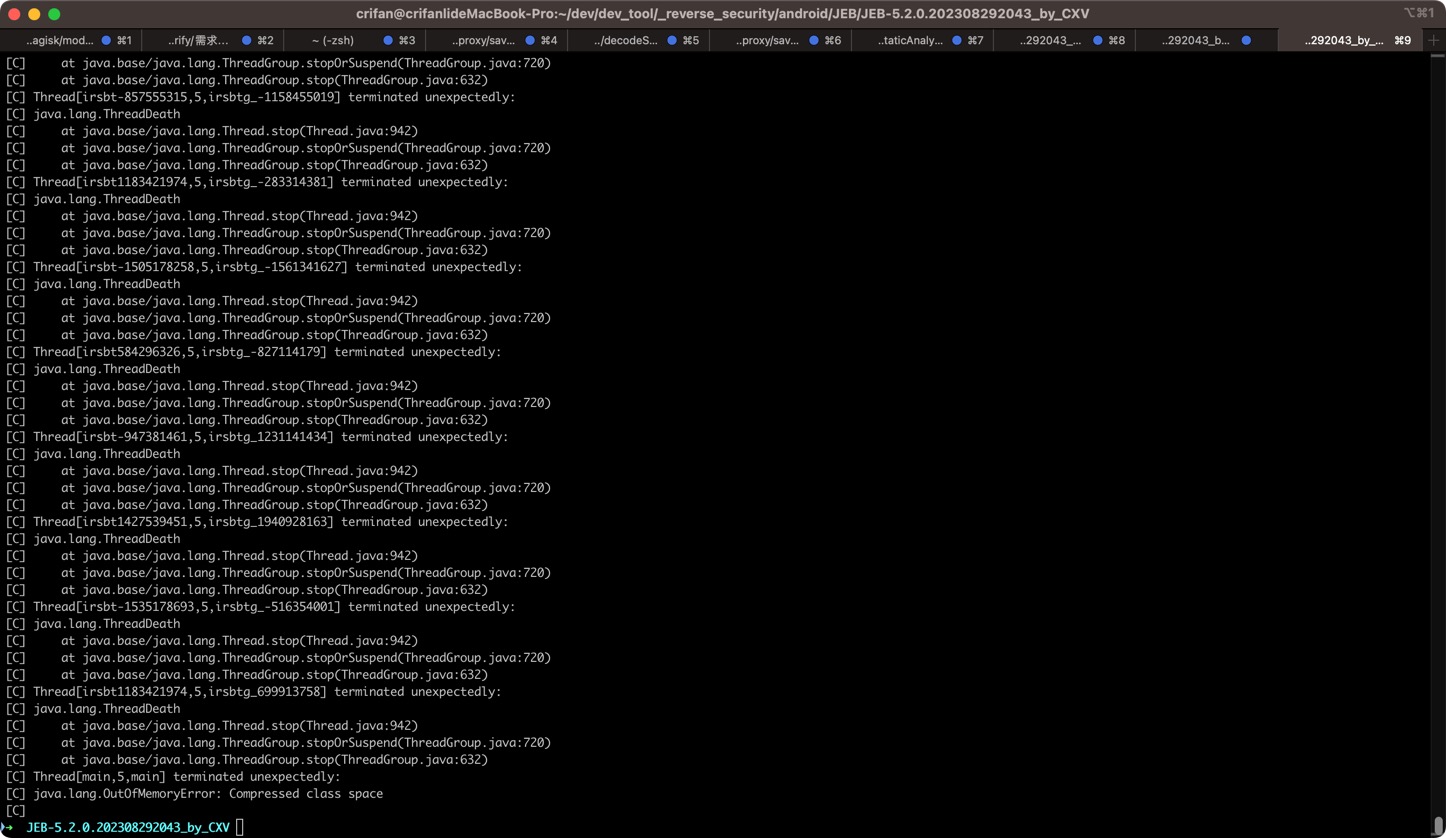 crifan@crifanlideMacBook-Pro:~/dev/dev_tool/_reverse_security/android/JEB/JEB-5.2.0.202308292043_by_CXV
⌥⌘1
..agisk/mod... ⌘1 ..rify/需求... ⌘2 ~ (-zsh) ⌘3 ..proxy/sav... ⌘4 ../decodeS... ⌘5 ..proxy/sav... ⌘6 ..taticAnaly... ⌘7 ..292043_... ⌘8 ..292043_b... ..292043_by_... ⌘9
[C]     at java.base/java.lang.ThreadGroup.stopOrSuspend(ThreadGroup.java:720)
[C]     at java.base/java.lang.ThreadGroup.stop(ThreadGroup.java:632)
[C] Thread[irsbt-857555315,5,irsbtg_-1158455019] terminated unexpectedly:
[C] java.lang.ThreadDeath
[C]     at java.base/java.lang.Thread.stop(Thread.java:942)
[C]     at java.base/java.lang.ThreadGroup.stopOrSuspend(ThreadGroup.java:720)
[C]     at java.base/java.lang.ThreadGroup.stop(ThreadGroup.java:632)
[C] Thread[irsbt1183421974,5,irsbtg_-283314381] terminated unexpectedly:
[C] java.lang.ThreadDeath
[C]     at java.base/java.lang.Thread.stop(Thread.java:942)
[C]     at java.base/java.lang.ThreadGroup.stopOrSuspend(ThreadGroup.java:720)
[C]     at java.base/java.lang.ThreadGroup.stop(ThreadGroup.java:632)
[C] Thread[irsbt-1505178258,5,irsbtg_-1561341627] terminated unexpectedly:
[C] java.lang.ThreadDeath
[C]     at java.base/java.lang.Thread.stop(Thread.java:942)
[C]     at java.base/java.lang.ThreadGroup.stopOrSuspend(ThreadGroup.java:720)
[C]     at java.base/java.lang.ThreadGroup.stop(ThreadGroup.java:632)
[C] Thread[irsbt584296326,5,irsbtg_-827114179] terminated unexpectedly:
[C] java.lang.ThreadDeath
[C]     at java.base/java.lang.Thread.stop(Thread.java:942)
[C]     at java.base/java.lang.ThreadGroup.stopOrSuspend(ThreadGroup.java:720)
[C]     at java.base/java.lang.ThreadGroup.stop(ThreadGroup.java:632)
[C] Thread[irsbt-947381461,5,irsbtg_1231141434] terminated unexpectedly:
[C] java.lang.ThreadDeath
[C]     at java.base/java.lang.Thread.stop(Thread.java:942)
[C]     at java.base/java.lang.ThreadGroup.stopOrSuspend(ThreadGroup.java:720)
[C]     at java.base/java.lang.ThreadGroup.stop(ThreadGroup.java:632)
[C] Thread[irsbt1427539451,5,irsbtg_1940928163] terminated unexpectedly:
[C] java.lang.ThreadDeath
[C]     at java.base/java.lang.Thread.stop(Thread.java:942)
[C]     at java.base/java.lang.ThreadGroup.stopOrSuspend(ThreadGroup.java:720)
[C]     at java.base/java.lang.ThreadGroup.stop(ThreadGroup.java:632)
[C] Thread[irsbt-1535178693,5,irsbtg_-516354001] terminated unexpectedly:
[C] java.lang.ThreadDeath
[C]     at java.base/java.lang.Thread.stop(Thread.java:942)
[C]     at java.base/java.lang.ThreadGroup.stopOrSuspend(ThreadGroup.java:720)
[C]     at java.base/java.lang.ThreadGroup.stop(ThreadGroup.java:632)
[C] Thread[irsbt1183421974,5,irsbtg_699913758] terminated unexpectedly:
[C] java.lang.ThreadDeath
[C]     at java.base/java.lang.Thread.stop(Thread.java:942)
[C]     at java.base/java.lang.ThreadGroup.stopOrSuspend(ThreadGroup.java:720)
[C]     at java.base/java.lang.ThreadGroup.stop(ThreadGroup.java:632)
[C] Thread[main,5,main] terminated unexpectedly:
[C] java.lang.OutOfMemoryError: Compressed class space
[C]
➜ JEB-5.2.0.202308292043_by_CXV